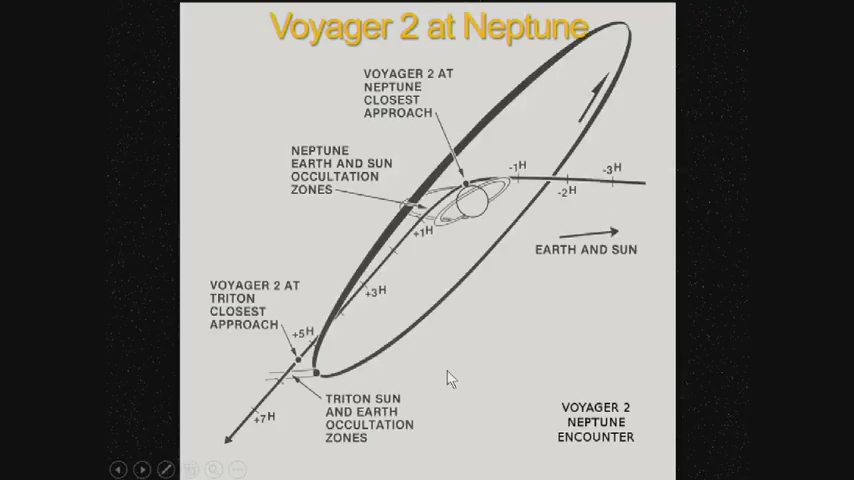 Voyager 2 at Neptune
VOYAGER 2 AT
NEPTUNE
CLOSEST
APPROACH
NEPTUNE
EARTH AND SUN
OCCULTATION
ZONES
-1H
-2H
-3H
+1H
EARTH AND SUN
+3H
VOYAGER 2 AT
TRITON
CLOSEST
APPROACH
+5H
+7H
TRITON SUN
AND EARTH
OCCULTATION
ZONES
VOYAGER 2
NEPTUNE
ENCOUNTER